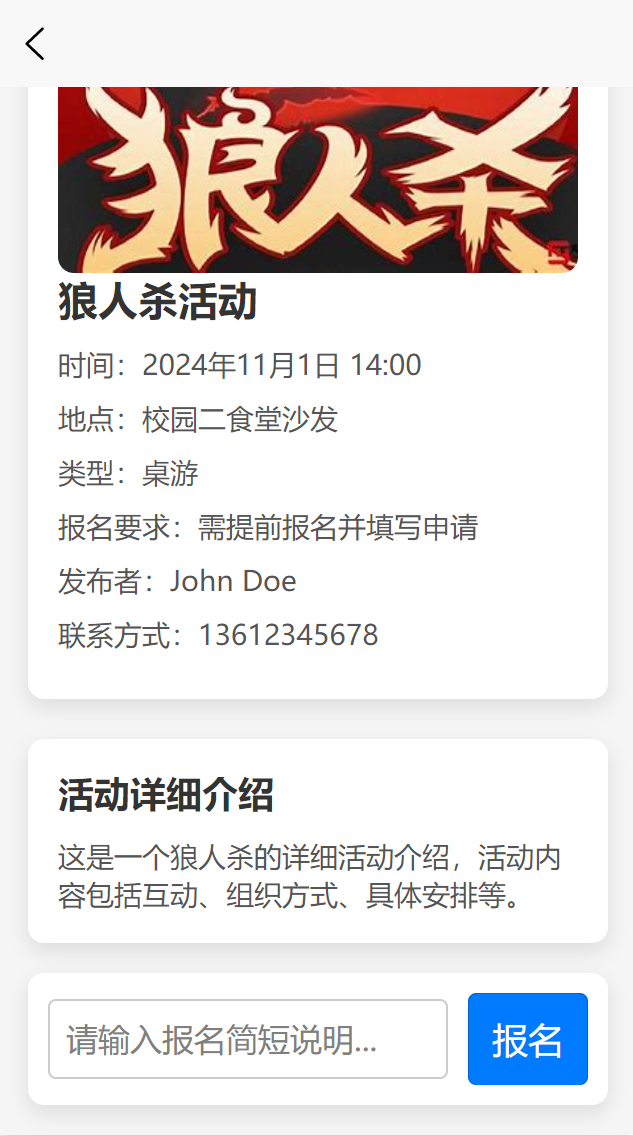 狼人杀
狼人杀活动
时间：2024年11月1日 14:00
地点：校园二食堂沙发
类型：桌游
报名要求：需提前报名并填写申请
发布者：John Doe
联系方式：13612345678
活动详细介绍
这是一个狼人杀的详细活动介绍，活动内
容包括互动、组织方式、具体安排等。
请输入报名简短说明...
报名